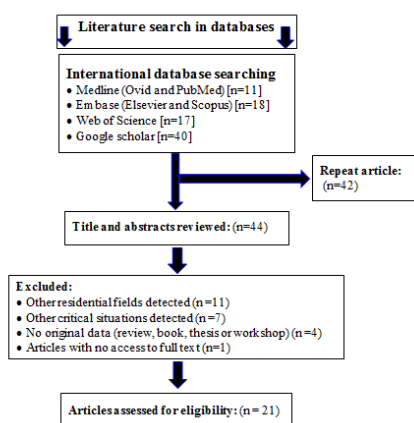 Literature search in databases
International database searching
• Medline (Ovid and PubMed) [n=11]
• Embase (Elsevier and Scopus) [n=18]
• Web of Science [n=17]
• Google scholar [n=40]
Repeat article:
(n=42)
Title and abstracts reviewed: (n=44)
Excluded:
• Other residential fields detected (n=11)
• Other critical situations detected (n=7)
• No original data (review, book, thesis or workshop) (n=4)
• Articles with no access to full text (n=1)
Articles assessed for eligibility: (n = 21)